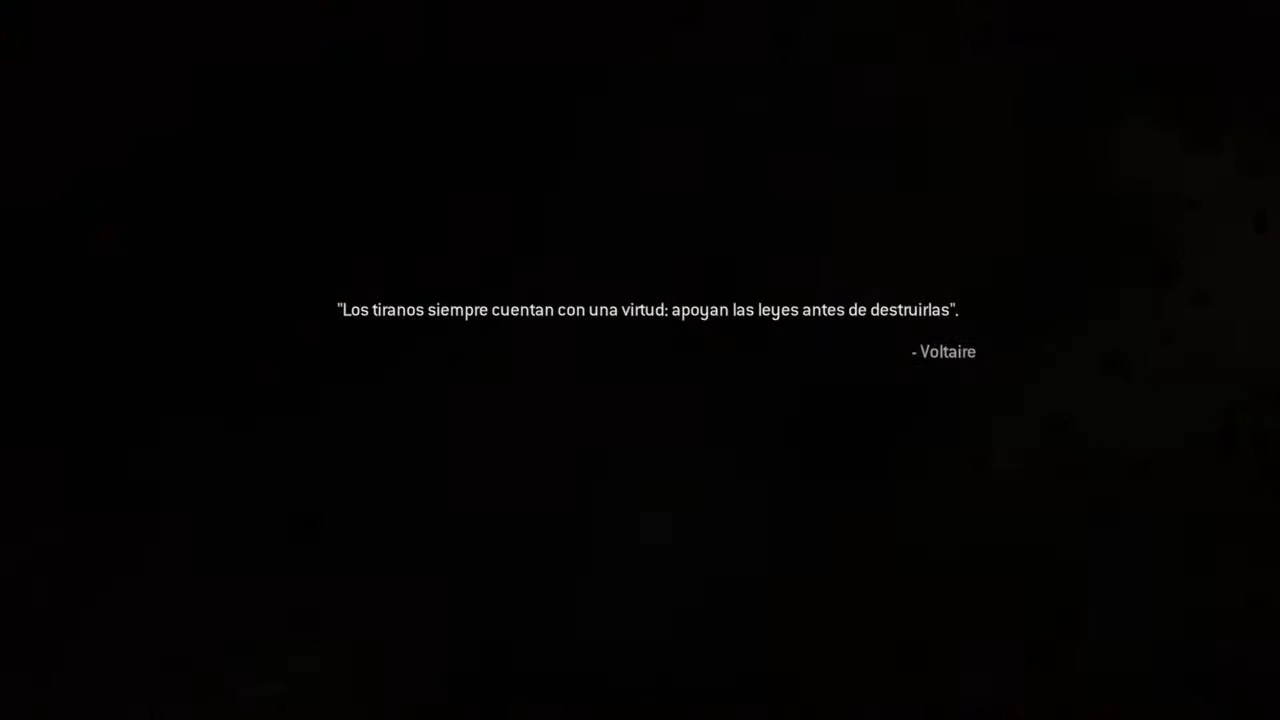 "Los tiranos siempre cuentan con una virtud: apoyan las leyes antes de destruirlas".
- Voltaire